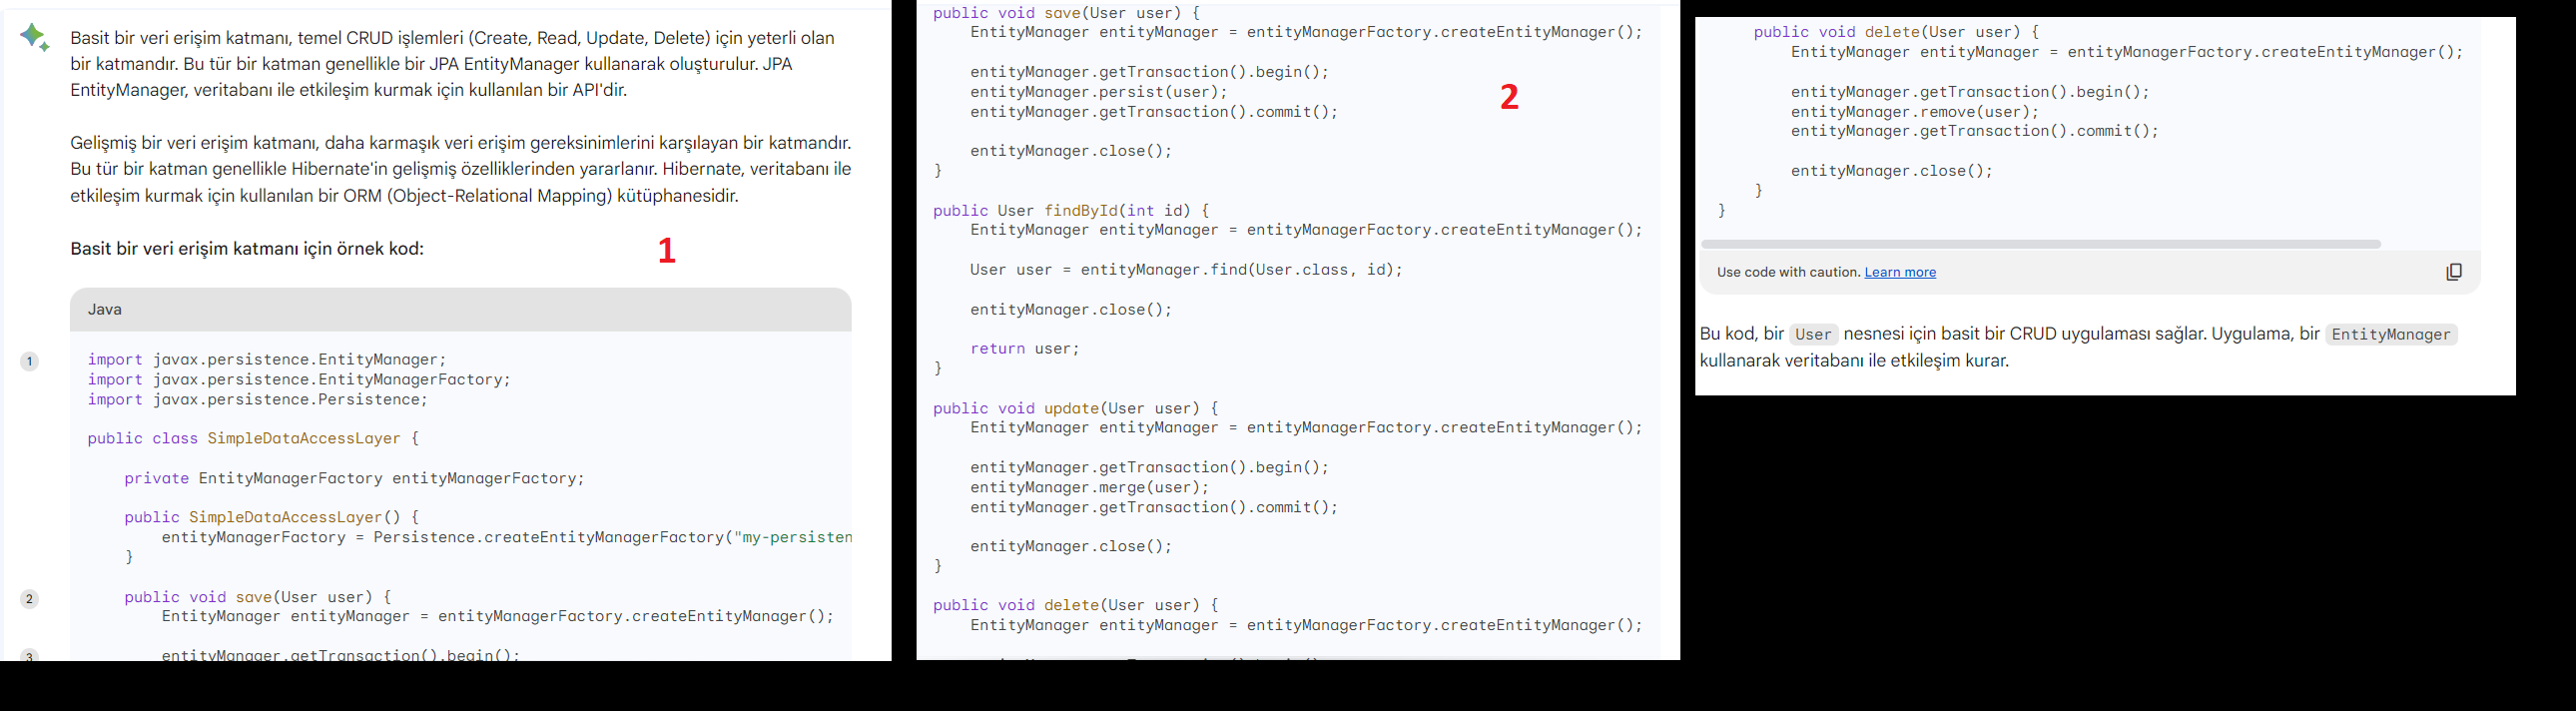 Basit bir veri erişim katmanı, temel CRUD işlemleri (Create, Read, Update, Delete) için yeterli olan
bir katmandır. Bu tür bir katman genellikle bir JPA EntityManager kullanarak oluşturulur. JPA
EntityManager, veritabanı ile etkileşim kurmak için kullanılan bir API'dir.
Gelişmiş bir veri erişim katmanı, daha karmaşık veri erişim gereksinimlerini karşılayan bir katmandır.
Bu tür bir katman genellikle Hibernate'in gelişmiş özelliklerinden yararlanır. Hibernate, veritabanı ile
etkileşim kurmak için kullanılan bir ORM (Object-Relational Mapping) kütüphanesidir.
Basit bir veri erişim katmanı için örnek kod:
1
Java
1
import javax.persistence.EntityManager;
import javax.persistence.EntityManagerFactory;
import javax.persistence.Persistence;
public class SimpleDataAccessLayer {
private EntityManagerFactory entityManagerFactory;
public SimpleDataAccessLayer() {
entityManagerFactory = Persistence.createEntityManagerFactory("my-persisten
}
2
public void save(User user) {
EntityManager entityManager = entityManagerFactory.createEntityManager();
3
entityManager.getTransaction().begin();
public void save(User user) {
EntityManager entityManager = entityManagerFactory.createEntityManager();
entityManager.getTransaction().begin();
2
entityManager.persist(user);
entityManager.getTransaction().commit();
entityManager.close();
}
public User findById(int id) {
EntityManager entityManager = entityManagerFactory.createEntityManager();
User user = entityManager.find(User.class, id);
entityManager.close();
return user;
}
public void update(User user) {
EntityManager entityManager = entityManagerFactory.createEntityManager();
entityManager.getTransaction().begin();
entityManager.merge(user);
entityManager.getTransaction().commit();
entityManager.close();
}
public void delete(User user) {
EntityManager entityManager = entityManagerFactory.createEntityManager();
public void delete(User user) {
EntityManager entityManager = entityManagerFactory.createEntityManager();
entityManager.getTransaction().begin();
entityManager.remove(user);
entityManager.getTransaction().commit();
entityManager.close();
}
}
Use code with caution. Learn more
Bu kod, bir User nesnesi için basit bir CRUD uygulaması sağlar. Uygulama, bir EntityManager
kullanarak veritabanı ile etkileşim kurar.